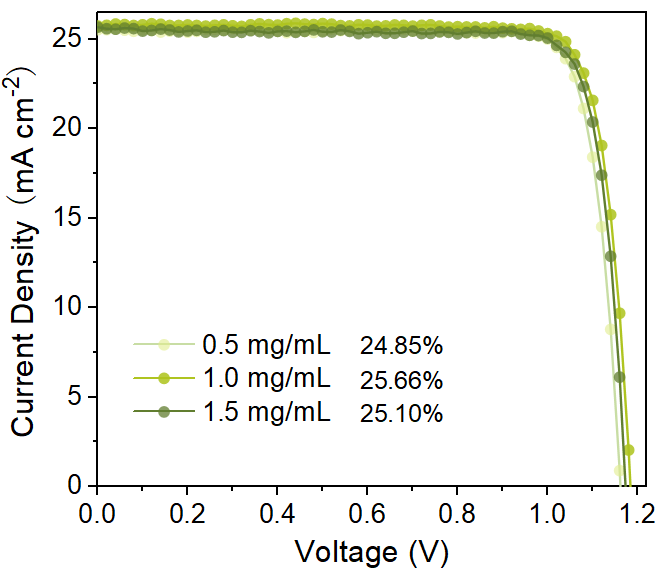 Current Density (mA cm-2)
25
20
15
10
5
0
0.5 mg/mL 24.85%
1.0 mg/mL 25.66%
1.5 mg/mL 25.10%
0.0 0.2 0.4 0.6 0.8 1.0 1.2
Voltage (V)